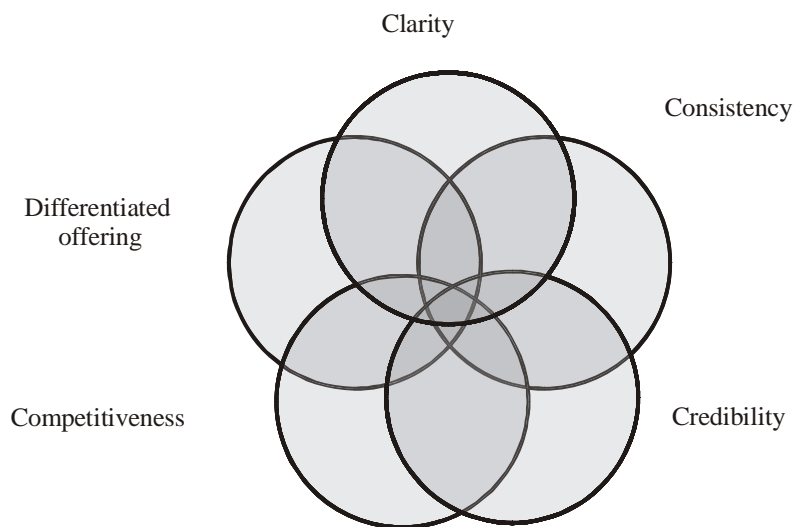 Clarity
Consistency
Differentiated
offering
Competitiveness
Credibility